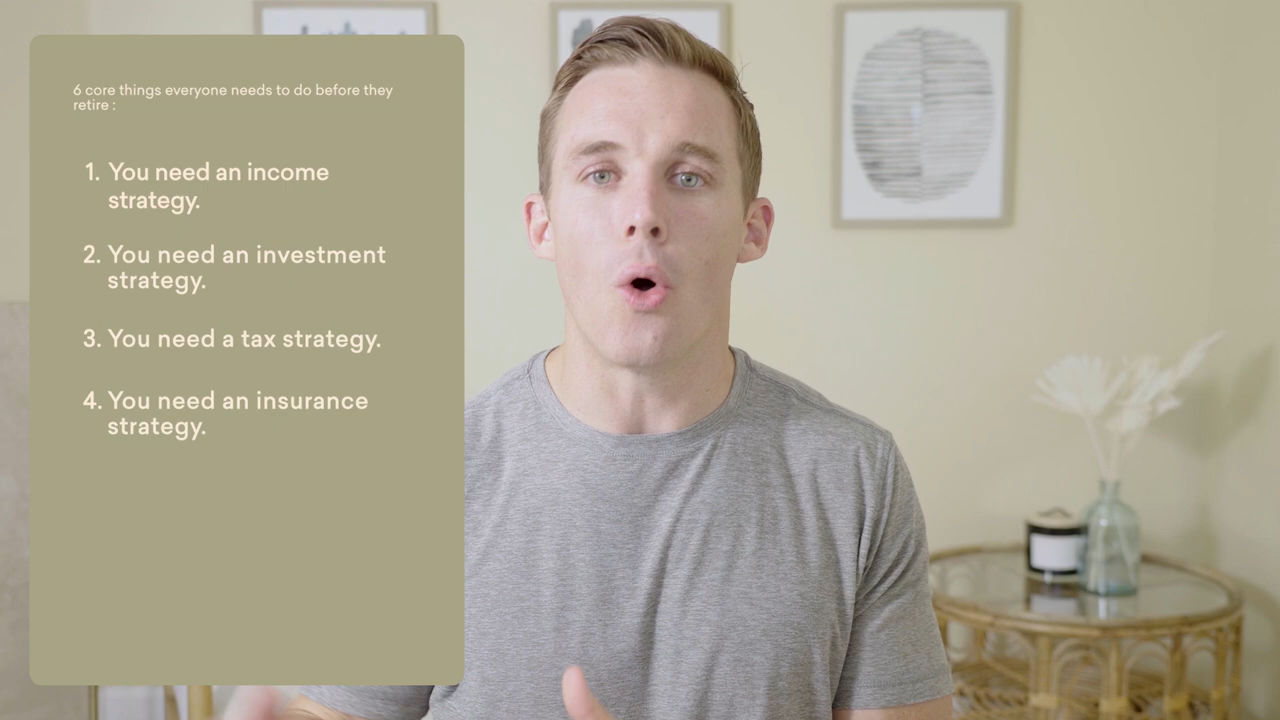 6 core things everyone needs to do before they
retire :
1. You need an income
strategy.
2. You need an investment
strategy.
3. You need a tax strategy.
4. You need an insurance
strategy.